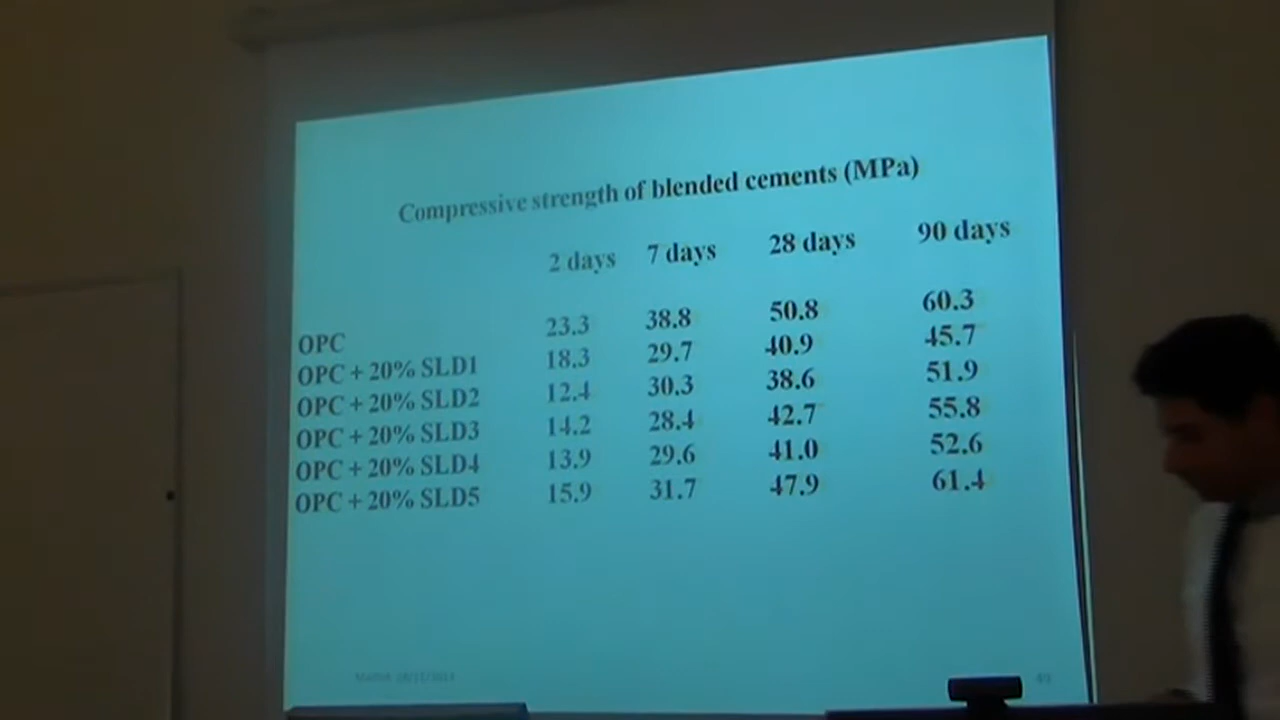 Compressive strength of blended cements (MPa)
2 days 7 days 28 days 90 days
OPC 23.3 38.8 50.8 60.3
OPC + 20% SLD1 18.3 29.7 40.9 45.7
OPC + 20% SLD2 12.4 30.3 38.6 51.9
OPC + 20% SLD3 14.2 28.4 42.7 55.8
OPC + 20% SLD4 13.9 29.6 41.0 52.6
OPC + 20% SLD5 15.9 31.7 47.9 61.4